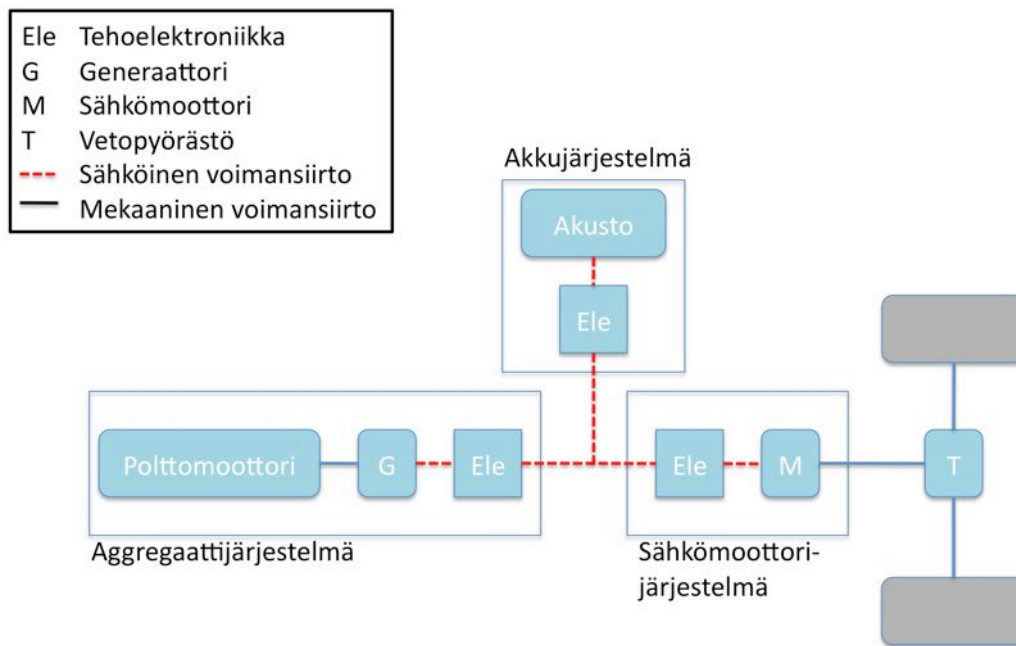 Ele Tehoelektroniikka
G Generaattori
M Sähkömoottori
T Vetopyörästö
Sähköinen voimansiirto
Mekaaninen voimansiirto
Akkujärjestelmä
Akusto
Ele
Polttomoottori G Ele Ele M T
Aggregaattijärjestelmä
Sähkömoottori-
järjestelmä